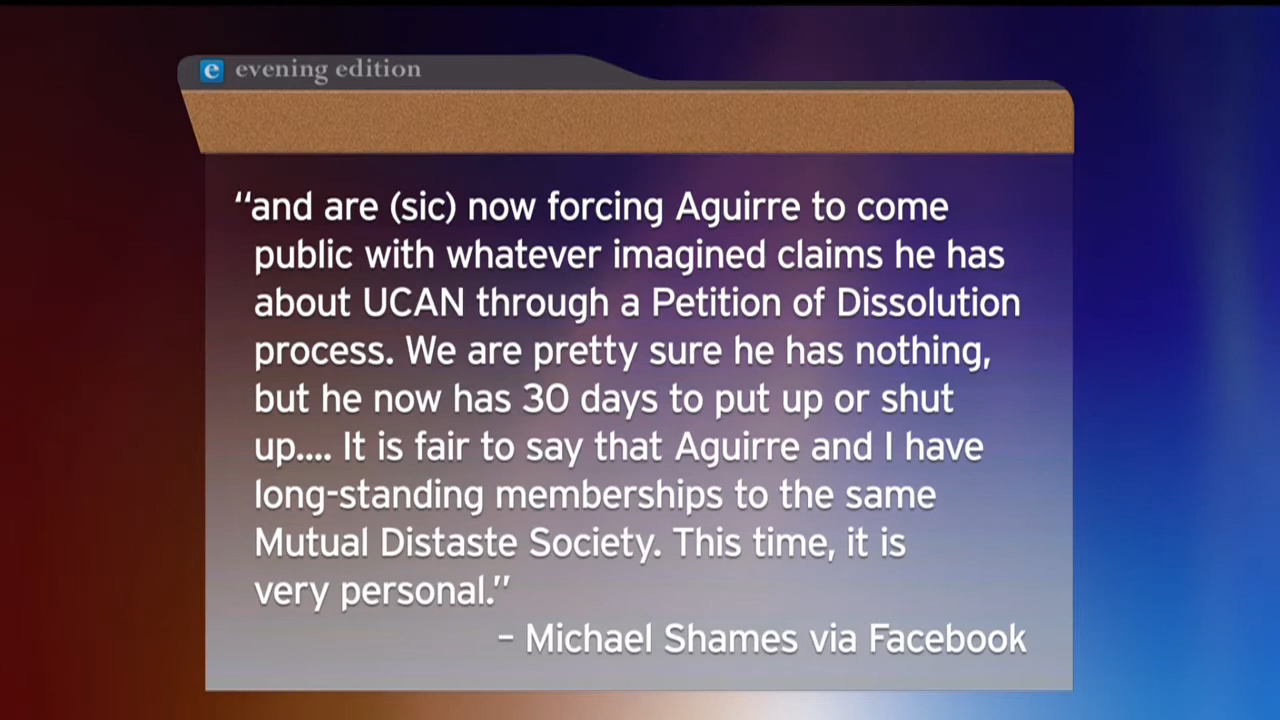 e evening edition
“and are (sic) now forcing Aguirre to come
public with whatever imagined claims he has
about UCAN through a Petition of Dissolution
process. We are pretty sure he has nothing,
but he now has 30 days to put up or shut
up.... It is fair to say that Aguirre and I have
long-standing memberships to the same
Mutual Distaste Society. This time, it is
very personal.”
– Michael Shames via Facebook